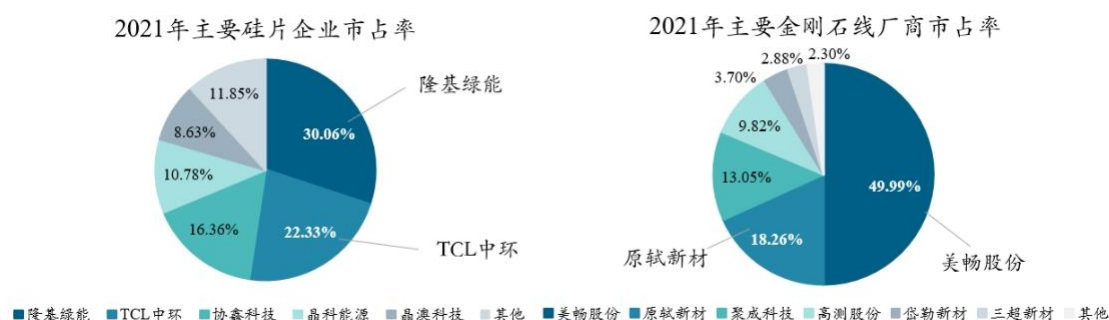 2021年主要硅片企业市占率
11.85%
隆基绿能
30.06%
8.63%
10.78%
16.36%
22.33%
TCL中环
隆基绿能 TCL中环 协鑫科技 晶科能源 晶澳科技 其他
2021年主要金刚石线厂商市占率
2.88% 2.30%
3.70%
9.82%
13.05%
49.99%
18.26%
原轼新材
美畅股份
美畅股份 原轼新材 聚成科技 高测股份 岱勒新材 三超新材 其他